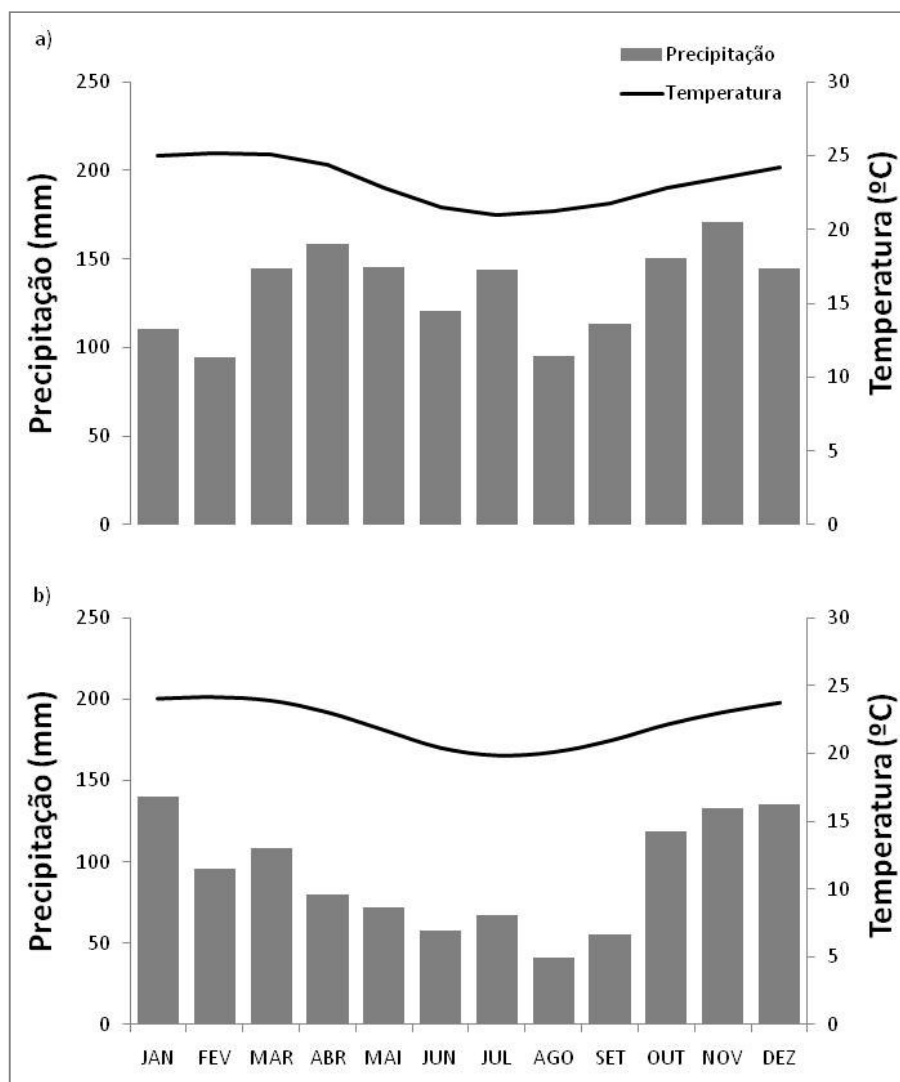 a)
Precipitação
Temperatura
Precipitação (mm)
250
200
150
100
50
0
Temperatura (ºC)
30
25
20
15
10
5
0
b)
Precipitação (mm)
250
200
150
100
50
0
Temperatura (ºC)
30
25
20
15
10
5
0
JAN FEV MAR ABR MAI JUN JUL AGO SET OUT NOV DEZ